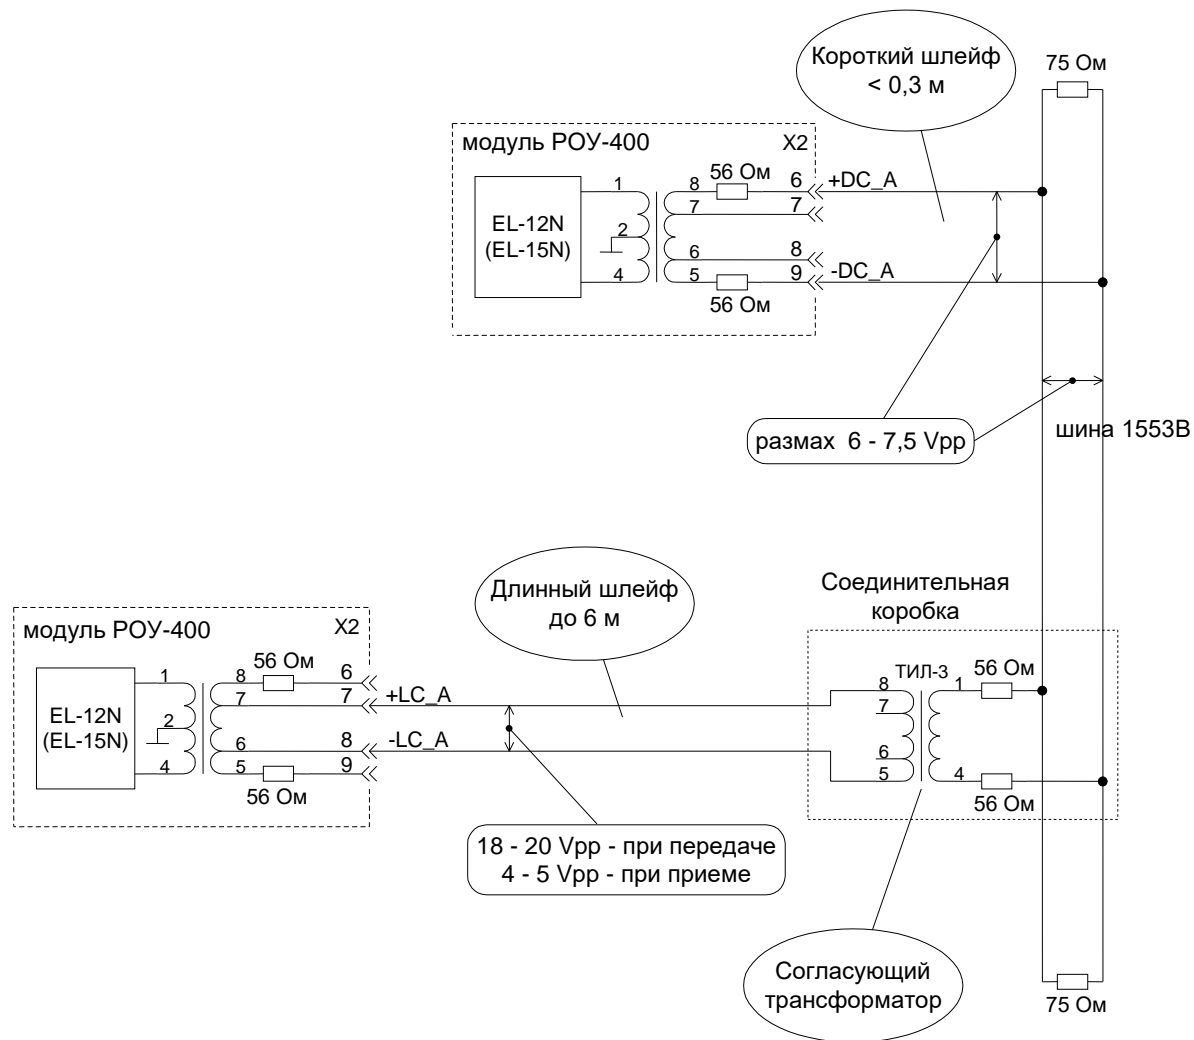 Короткий шлейф
< 0,3 м
75 Ом
модуль РОУ-400
X2
EL-12N
(EL-15N)
1
2
4
8
7
6
5
56 Ом
56 Ом
6
7
8
9
+DC_A
-DC_A
размах 6 - 7,5 Vpp
шина 1553В
Длинный шлейф
до 6 м
Соединительная
коробка
модуль РОУ-400
X2
EL-12N
(EL-15N)
1
2
4
8
7
6
5
56 Ом
56 Ом
6
7
8
9
+LC_A
-LC_A
ТИЛ-3
8
7
6
5
1
4
56 Ом
56 Ом
18 - 20 Vpp - при передаче
4 - 5 Vpp - при приеме
Согласующий
трансформатор
75 Ом